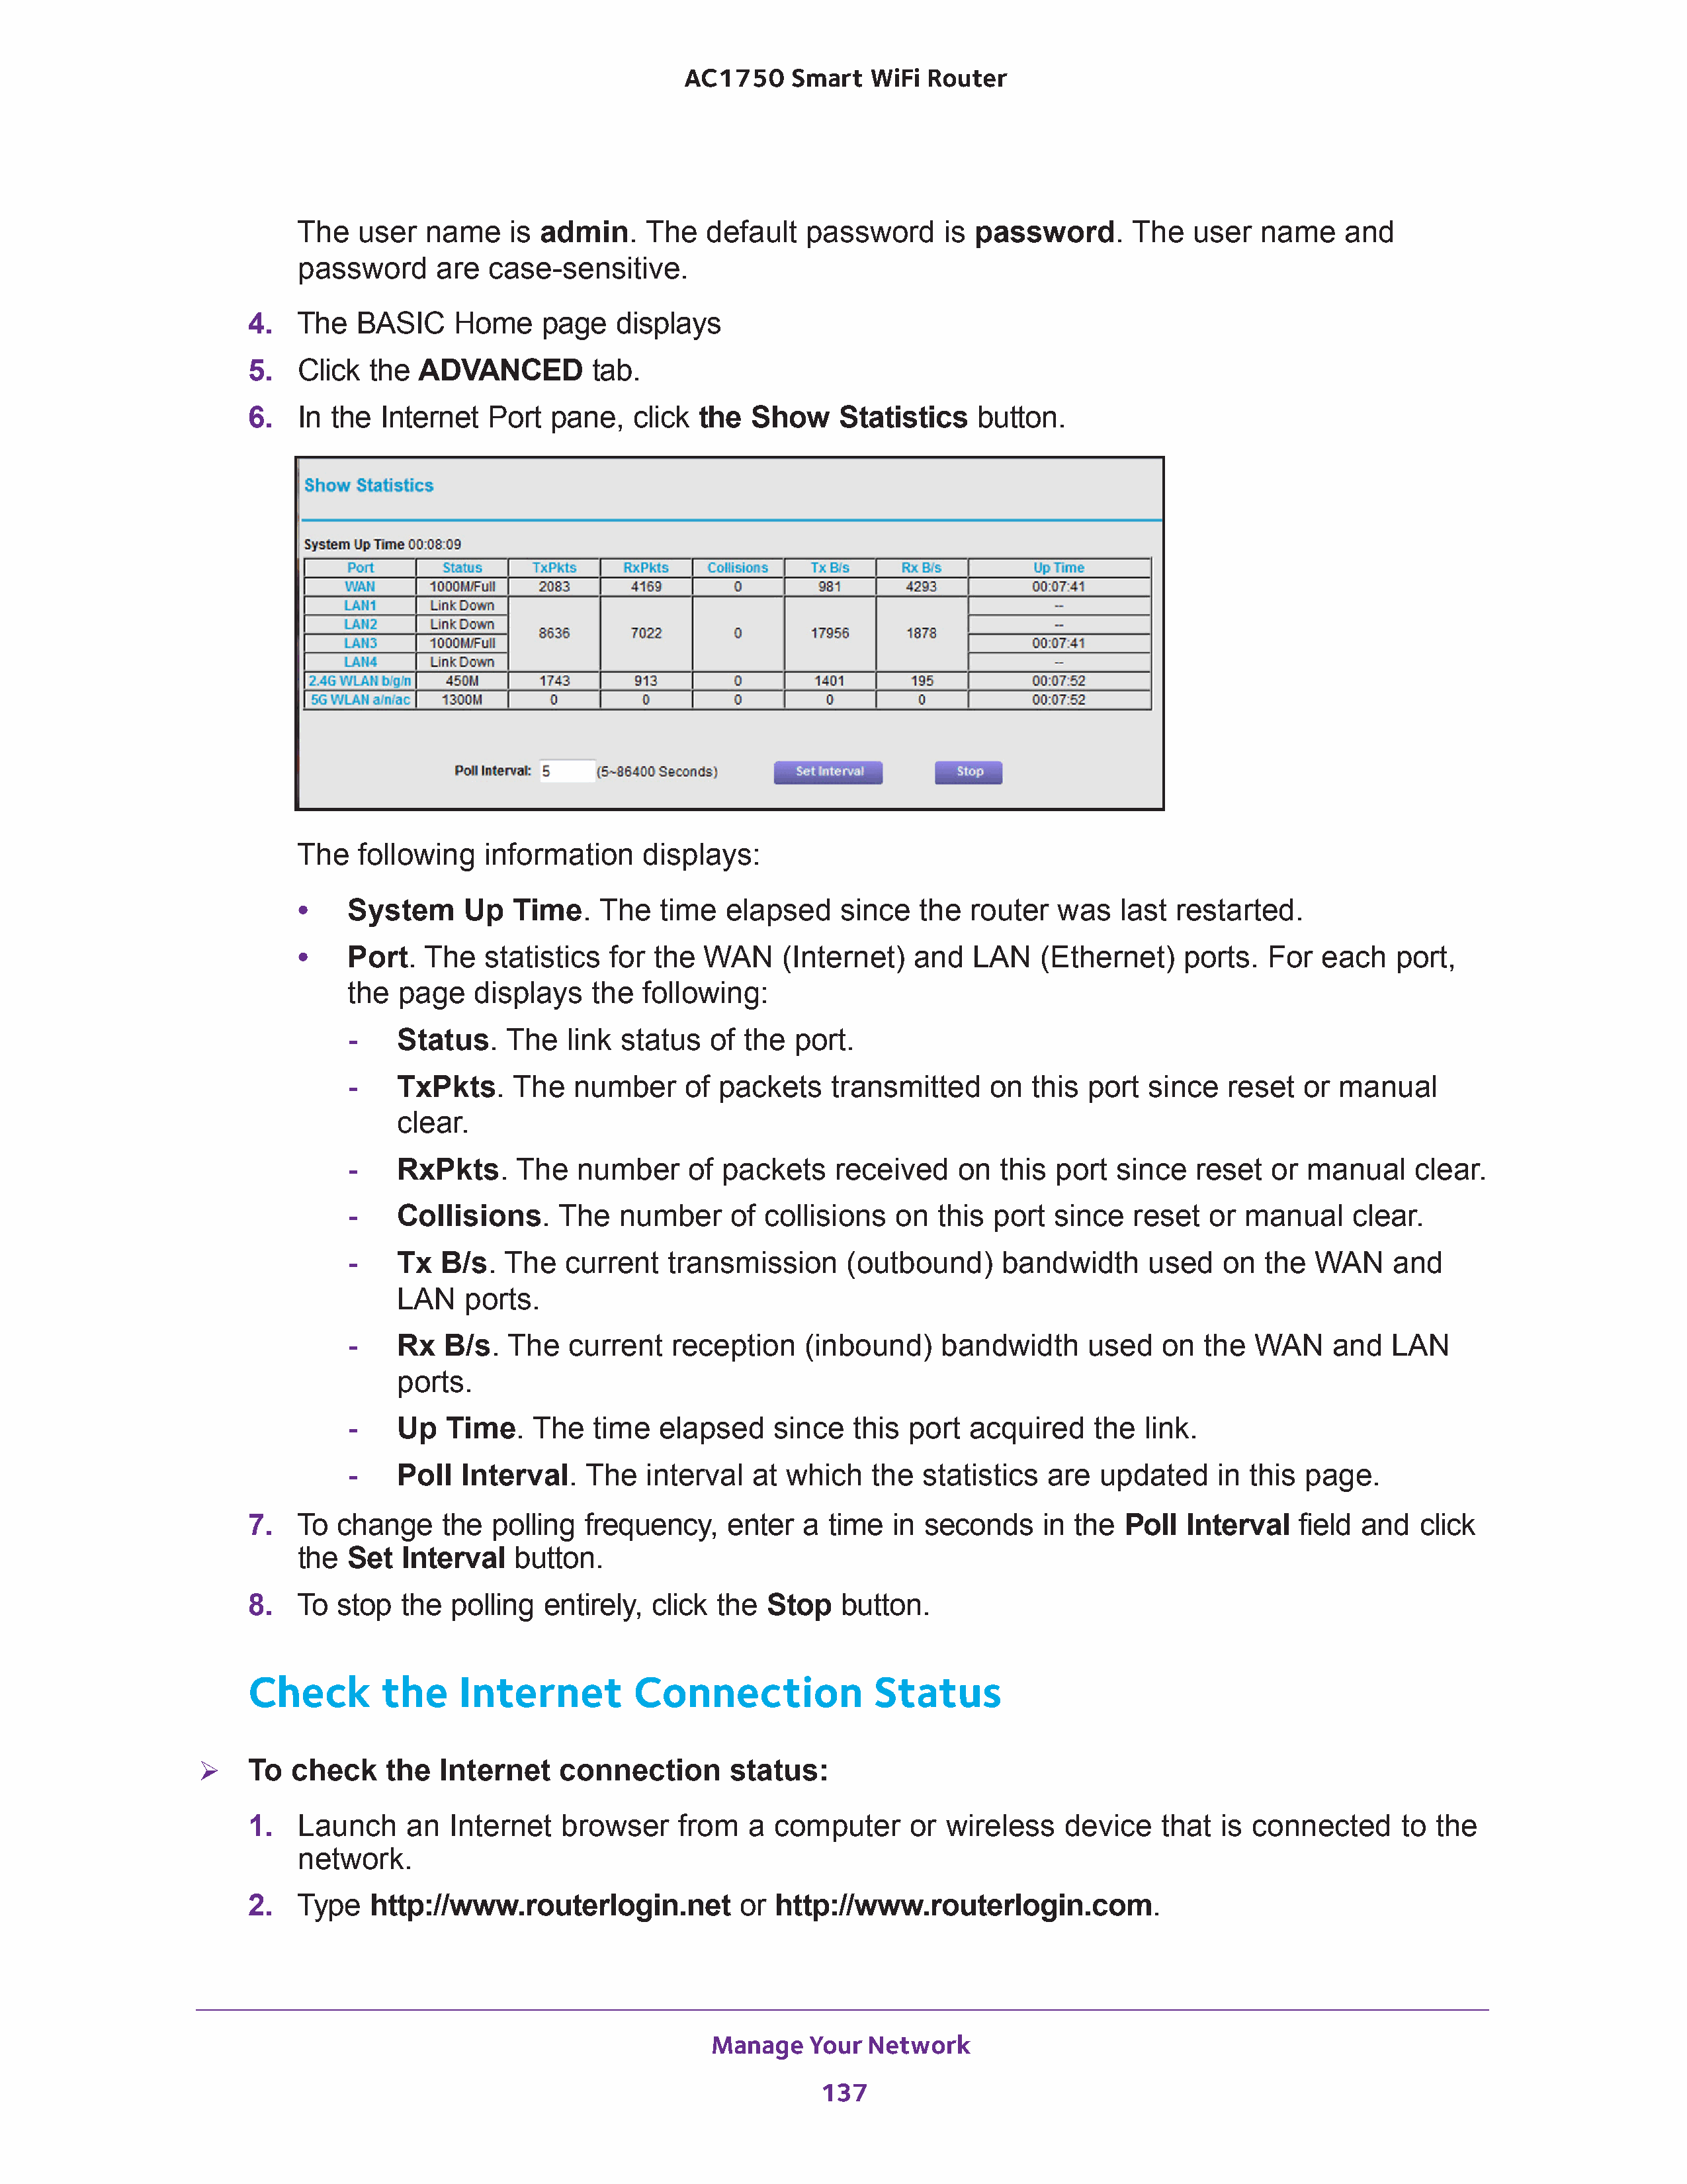 AC1750 Smart WiFi Router
The user name is admin. The default password is password. The user name and
password are case-sensitive.
4. The BASIC Home page displays
5. Click the ADVANCED tab.
6. In the Internet Port pane, click the Show Statistics button.
Show Statistics
System Up Time 00:08:09
Port Status TxPkts RxPkts Collisions Tx B/s Rx B/s Up Time
WAN 1000M/Full 2083 4169 0 981 4293 00:07:41
LAN1 Link Down --
LAN2 Link Down --
8636 7022 0 17956 1878
LAN3 1000M/Full 00:07:41
LAN4 Link Down --
2.4G WLAN b/g/n 450M 1743 913 0 1401 195 00:07:52
5G WLAN a/n/ac 1300M 0 0 0 0 0 00:07:52
Poll Interval: 5 (5~86400 Seconds) Set Interval Stop
The following information displays:
• System Up Time. The time elapsed since the router was last restarted.
• Port. The statistics for the WAN (Internet) and LAN (Ethernet) ports. For each port,
the page displays the following:
- Status. The link status of the port.
- TxPkts. The number of packets transmitted on this port since reset or manual
clear.
- RxPkts. The number of packets received on this port since reset or manual clear.
- Collisions. The number of collisions on this port since reset or manual clear.
- Tx B/s. The current transmission (outbound) bandwidth used on the WAN and
LAN ports.
- Rx B/s. The current reception (inbound) bandwidth used on the WAN and LAN
ports.
- Up Time. The time elapsed since this port acquired the link.
- Poll Interval. The interval at which the statistics are updated in this page.
7. To change the polling frequency, enter a time in seconds in the Poll Interval field and click
the Set Interval button.
8. To stop the polling entirely, click the Stop button.
Check the Internet Connection Status
➢ To check the Internet connection status:
1. Launch an Internet browser from a computer or wireless device that is connected to the
network.
2. Type http://www.routerlogin.net or http://www.routerlogin.com.
Manage Your Network
137